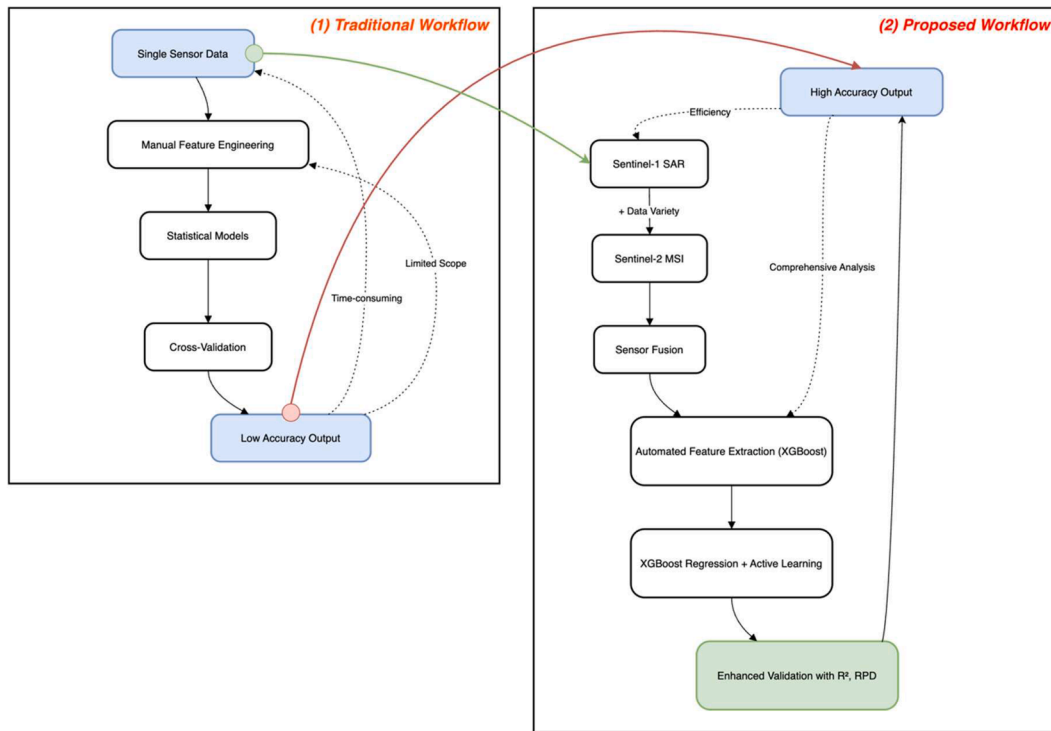 (1) Traditional Workflow
Single Sensor Data
Manual Feature Engineering
Statistical Models
Limited Scope
Time-consuming
Cross-Validation
Low Accuracy Output
(2) Proposed Workflow
High Accuracy Output
Efficiency
Sentinel-1 SAR
+ Data Variety
Sentinel-2 MSI
Comprehensive Analysis
Sensor Fusion
Automated Feature Extraction (XGBoost)
XGBoost Regression + Active Learning
Enhanced Validation with R², RPD